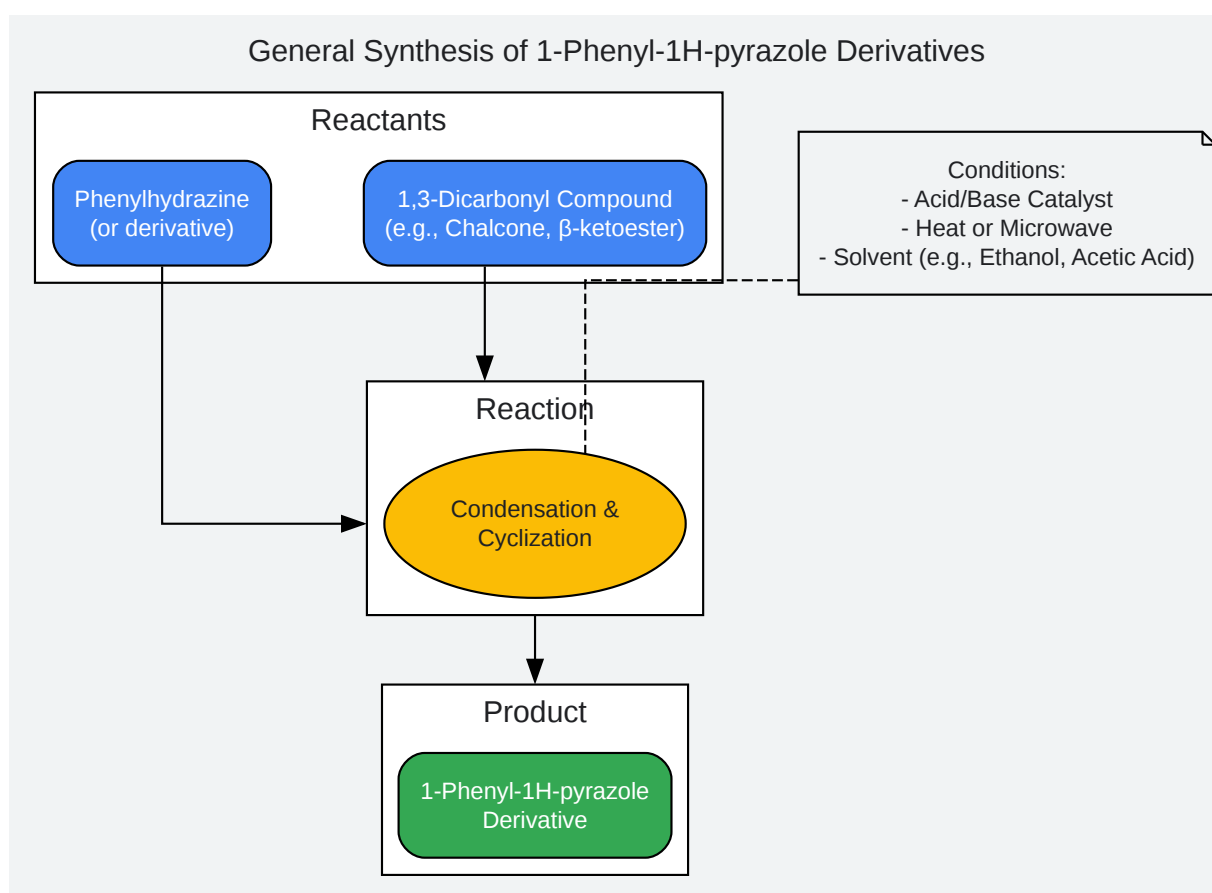 General Synthesis of 1-Phenyl-1H-pyrazole Derivatives
Reactants
Phenylhydrazine
(or derivative)
1,3-Dicarbonyl Compound
(e.g., Chalcone, β-ketoester)
Conditions:
- Acid/Base Catalyst
- Heat or Microwave
- Solvent (e.g., Ethanol, Acetic Acid)
Reaction
Condensation &
Cyclization
Product
1-Phenyl-1H-pyrazole
Derivative